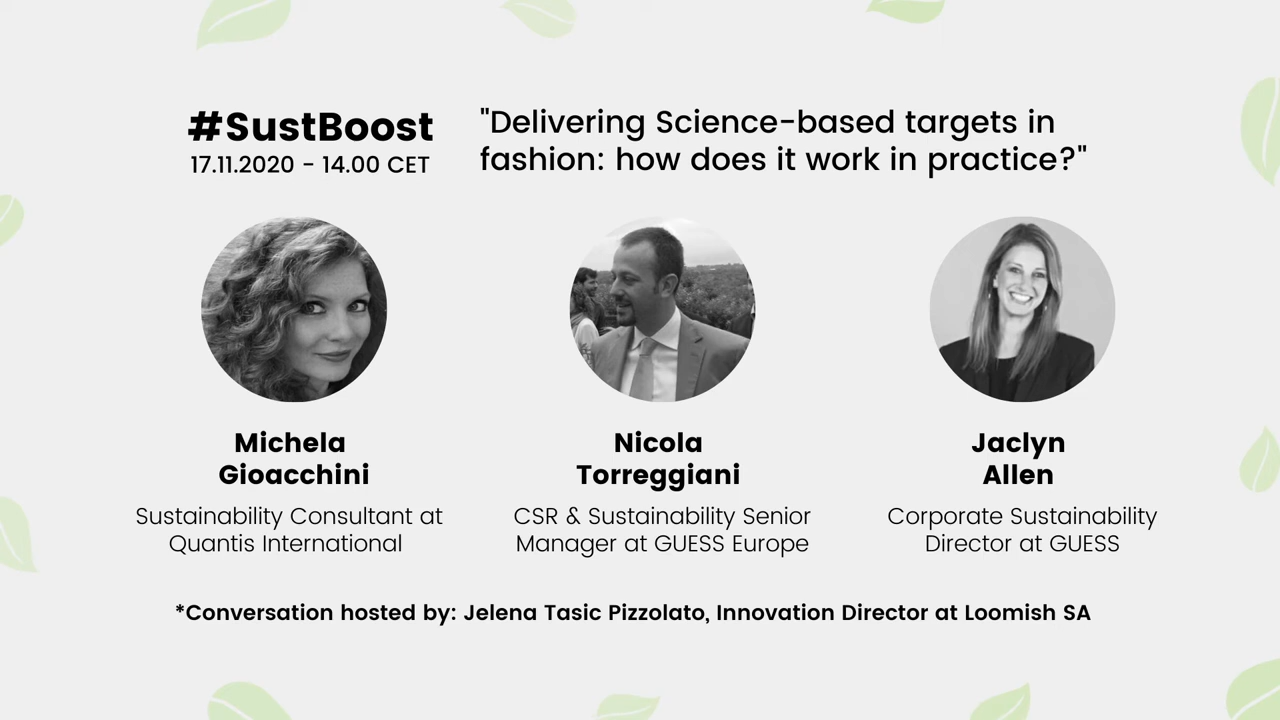 #SustBoost
17.11.2020 - 14.00 CET
"Delivering Science-based targets in
fashion: how does it work in practice?"
Michela
Gioacchini
Sustainability Consultant at
Quantis International
Nicola
Torreggiani
CSR & Sustainability Senior
Manager at GUESS Europe
Jaclyn
Allen
Corporate Sustainability
Director at GUESS
*Conversation hosted by: Jelena Tasic Pizzolato, Innovation Director at Loomish SA